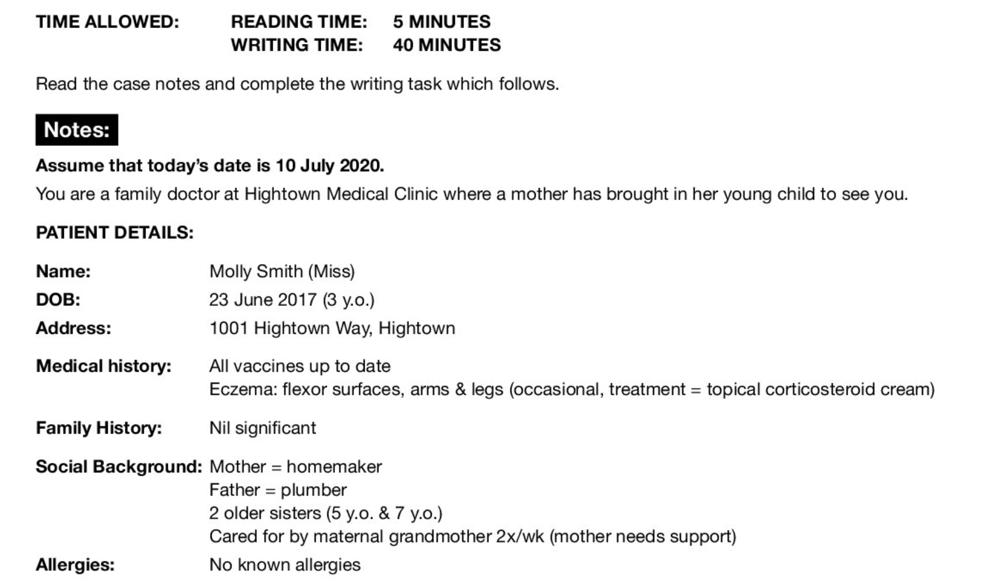 TIME ALLOWED: READING TIME: 5 MINUTES
WRITING TIME: 40 MINUTES
Read the case notes and complete the writing task which follows.
Notes:
Assume that today's date is 10 July 2020.
You are a family doctor at Hightown Medical Clinic where a mother has brought in her young child to see you.
PATIENT DETAILS:
Name: Molly Smith (Miss)
DOB: 23 June 2017 (3 y.o.)
Address: 1001 Hightown Way, Hightown
Medical history: All vaccines up to date
Eczema: flexor surfaces, arms & legs (occasional, treatment = topical corticosteroid cream)
Family History: Nil significant
Social Background: Mother = homemaker
Father = plumber
2 older sisters (5 y.o. & 7 y.o.)
Cared for by maternal grandmother 2x/wk (mother needs support)
Allergies: No known allergies